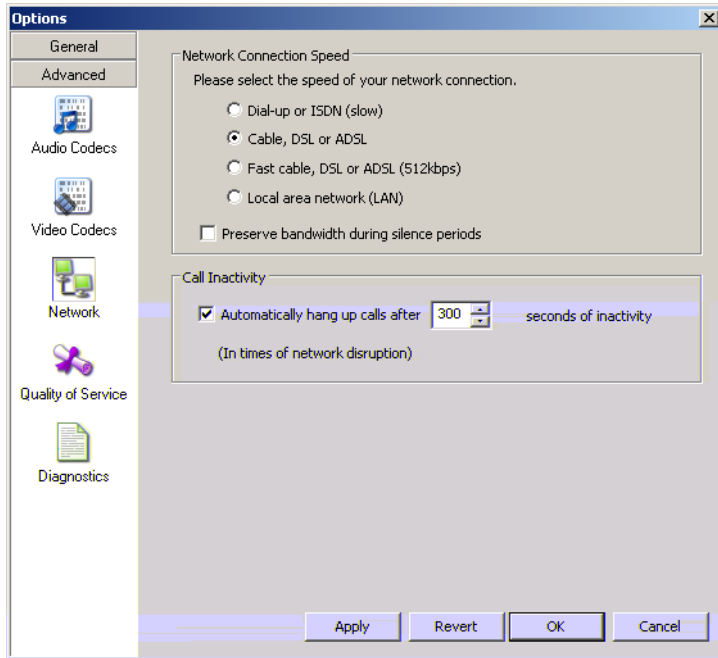 Options
General
Advanced
Audio Codecs
Video Codecs
Network
Quality of Service
Diagnostics
Network Connection Speed
Please select the speed of your network connection.
Dial-up or ISDN (slow)
Cable, DSL or ADSL
Fast cable, DSL or ADSL (512kbps)
Local area network (LAN)
Preserve bandwidth during silence periods
Call Inactivity
Automatically hang up calls after 300 seconds of inactivity
(In times of network disruption)
Apply Revert OK Cancel